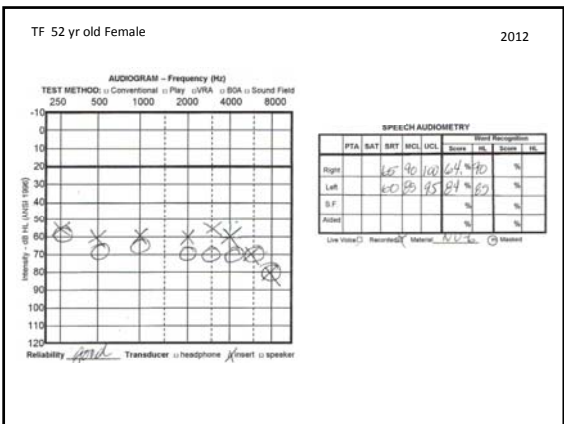 TF 52 yr old Female
2012
AUDIOGRAM – Frequency (Hz)
TEST METHOD: □ Conventional □ Play □VRA □ BOA □ Sound Field
250 500 1000 2000 4000 8000
-10
0
10
20
30
40
50
60
70
80
90
100
110
120
Intensity - dB HL (ANSI 1996)
Reliability good Transducer □ headphone insert □ speaker
SPEECH AUDIOMETRY
Word Recognition
PTA SAT SRT MCL UCL Score HL Score HL
Right 65 90 100 64 % 90 %
Left 60 85 95 84 % %
S.F. % %
Aided % %
Live Voice Recorded Material NU6 Masked